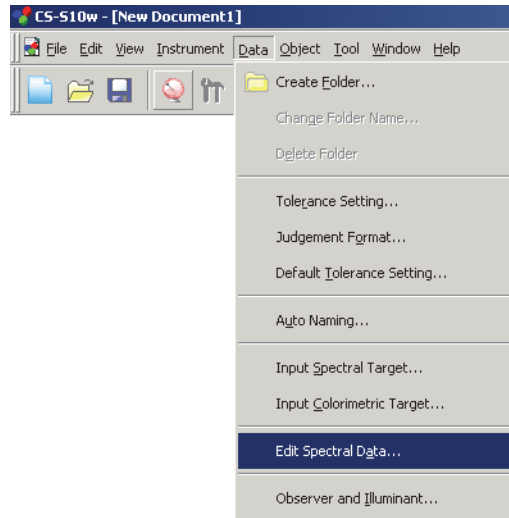 CS-S10w - [New Document1]
File Edit View Instrument Data Object Tool Window Help
Create Folder...
Change Folder Name...
Delete Folder
Tolerance Setting...
Judgement Format...
Default Tolerance Setting...
Auto Naming...
Input Spectral Target...
Input Colorimetric Target...
Edit Spectral Data...
Observer and Illuminant...